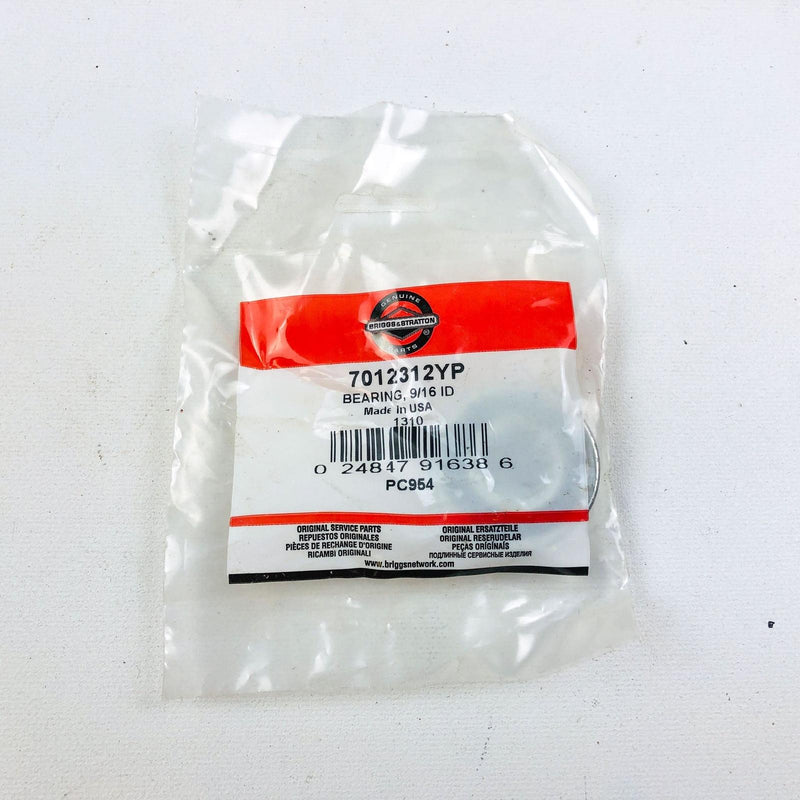 GENUINE
BRIGGS & STRATTON
PARTS
7012312YP
BEARING, 9/16 ID
Made In USA
1310
0 24847 91638 6
PC954
ORIGINAL SERVICE PARTS
REPUESTOS ORIGINALES
PIÈCES DE RECHANGE D'ORIGINE
RICAMBI ORIGINALI
ORIGINAL ERSATZTEILE
ORIGINAL RESERUDELAR
PEÇAS ORIGINAIS
ПОДЛИННЫЕ СЕРВИСНЫЕ ИЗДЕЛИЯ
www.briggsnetwork.com